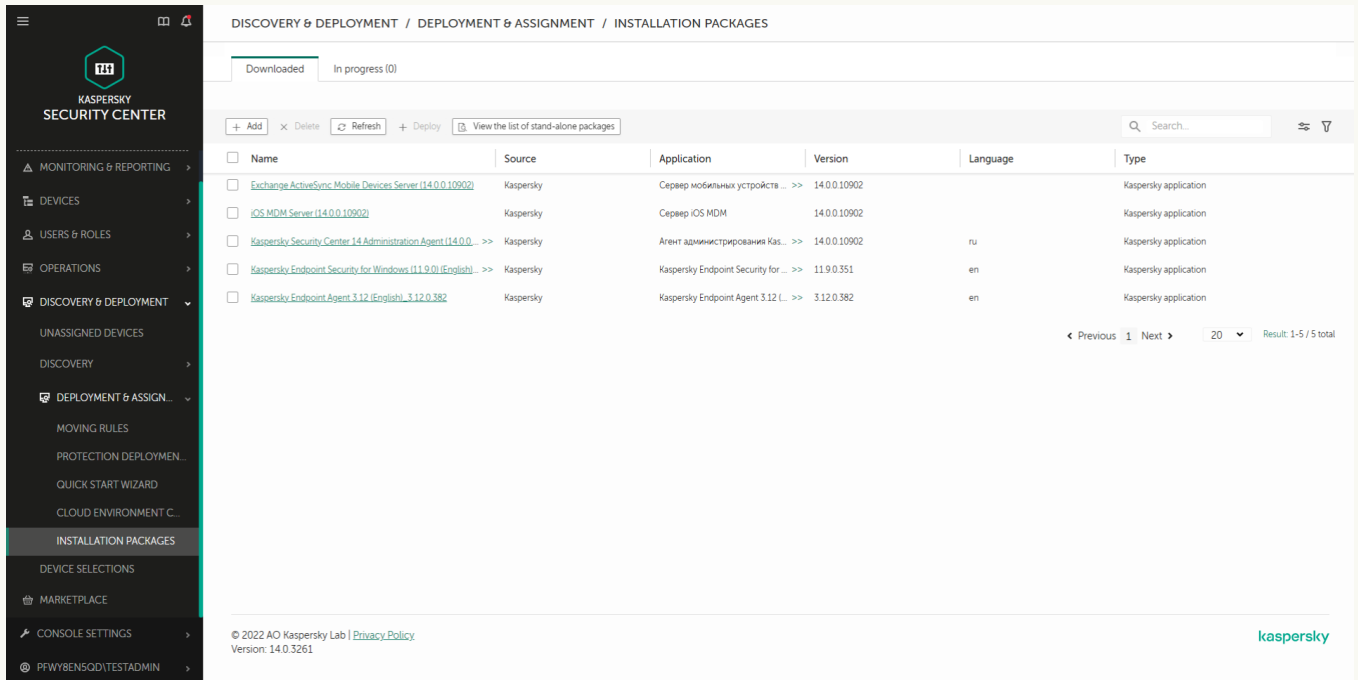 DISCOVERY & DEPLOYMENT / DEPLOYMENT & ASSIGNMENT / INSTALLATION PACKAGES
KASPERSKY
SECURITY CENTER
MONITORING & REPORTING
DEVICES
USERS & ROLES
OPERATIONS
DISCOVERY & DEPLOYMENT
UNASSIGNED DEVICES
DISCOVERY
DEPLOYMENT & ASSIGN...
MOVING RULES
PROTECTION DEPLOYMEN...
QUICK START WIZARD
CLOUD ENVIRONMENT C...
INSTALLATION PACKAGES
DEVICE SELECTIONS
MARKETPLACE
CONSOLE SETTINGS
PFWY8EN5QD\TESTADMIN
Downloaded In progress (0)
+ Add × Delete Refresh + Deploy View the list of stand-alone packages Search...
Name Source Application Version Language Type
Exchange ActiveSync Mobile Devices Server (14.0.0.10902) Kaspersky Сервер мобильных устройств ... >> 14.0.0.10902 Kaspersky application
iOS MDM Server (14.0.0.10902) Kaspersky Сервер iOS MDM 14.0.0.10902 Kaspersky application
Kaspersky Security Center 14 Administration Agent (14.0.0... >> Kaspersky Агент администрирования Kas... >> 14.0.0.10902 ru Kaspersky application
Kaspersky Endpoint Security for Windows (11.9.0) (English)... >> Kaspersky Kaspersky Endpoint Security for ... >> 11.9.0.351 en Kaspersky application
Kaspersky Endpoint Agent 3.12 (English)_3.12.0.382 Kaspersky Kaspersky Endpoint Agent 3.12 (... >> 3.12.0.382 en Kaspersky application
Previous 1 Next 20 Result: 1-5 / 5 total
© 2022 AO Kaspersky Lab | Privacy Policy
Version: 14.0.3261
kaspersky